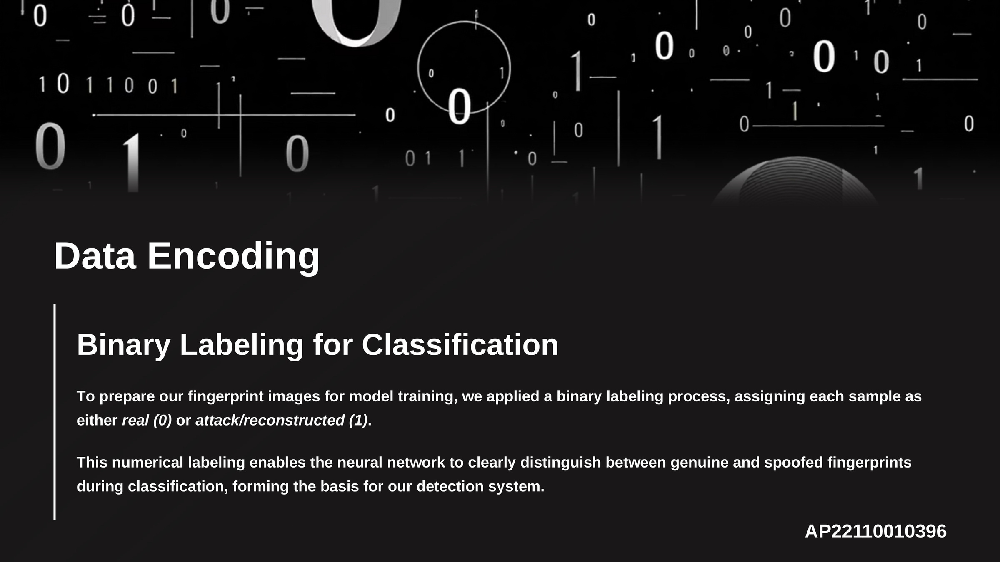 Data Encoding
Binary Labeling for Classification
To prepare our fingerprint images for model training, we applied a binary labeling process, assigning each sample as
either real (0) or attack/reconstructed (1).
This numerical labeling enables the neural network to clearly distinguish between genuine and spoofed fingerprints
during classification, forming the basis for our detection system.
AP22110010396